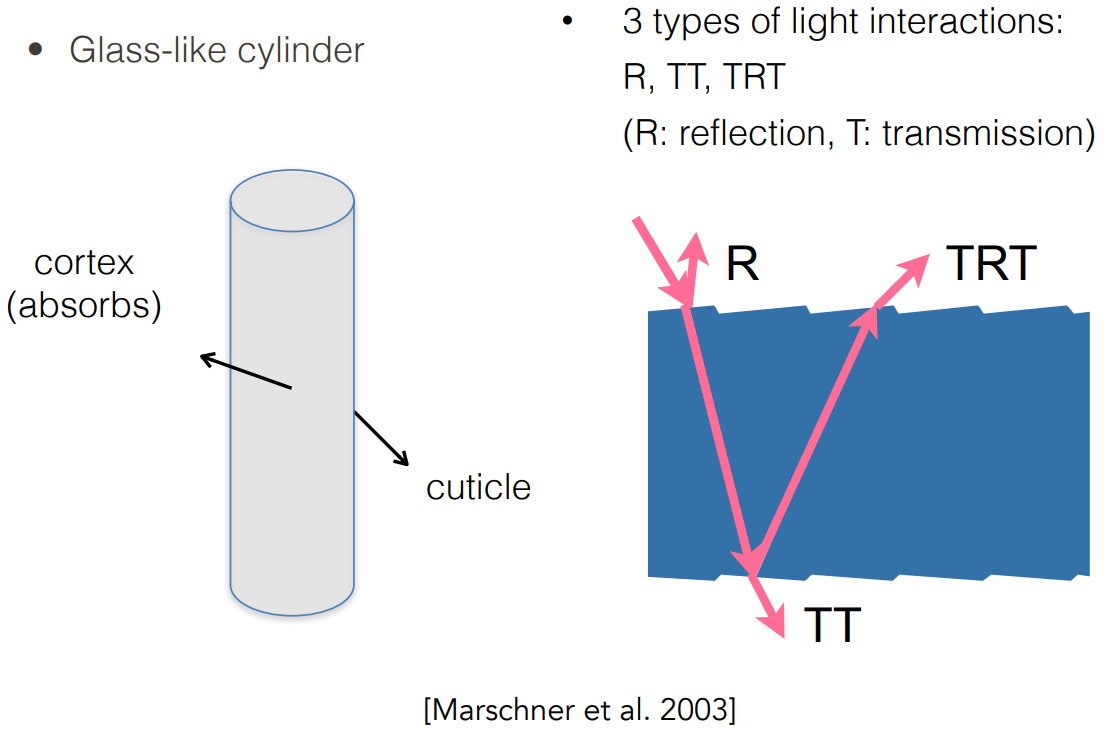 • Glass-like cylinder
cortex
(absorbs)
cuticle
• 3 types of light interactions:
R, TT, TRT
(R: reflection, T: transmission)
R
TRT
TT
[Marschner et al. 2003]